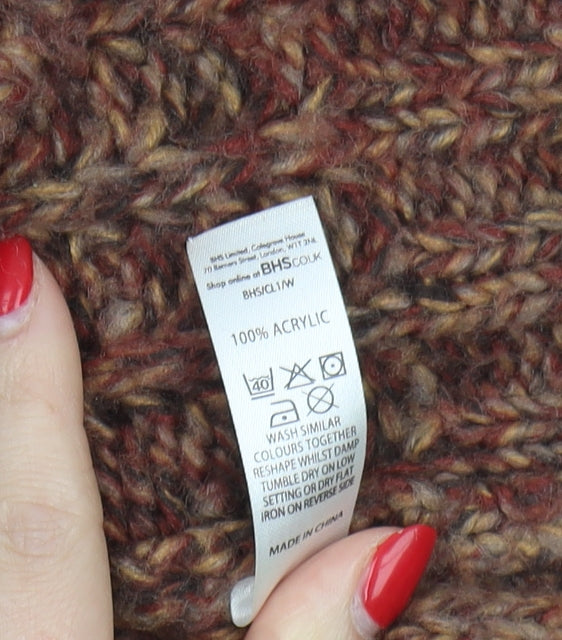 BHS Limited, Colegrave House
70 Berners Street, London, W1T 3NL
Shop online at BHS.CO.UK
BHS/CL1/W
100% ACRYLIC
40
WASH SIMILAR
COLOURS TOGETHER
RESHAPE WHILST DAMP
TUMBLE DRY ON LOW
SETTING OR DRY FLAT
IRON ON REVERSE SIDE
MADE IN CHINA